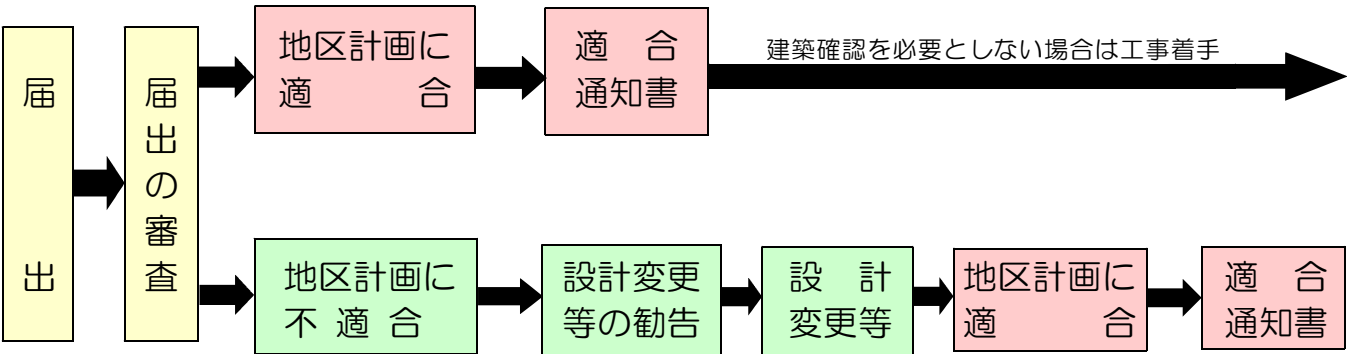 届出
届出の審査
地区計画に
適合
適合
通知書
建築確認を必要としない場合は工事着手
地区計画に
不適合
設計変更
等の勧告
設計
変更等
地区計画に
適合
適合
通知書